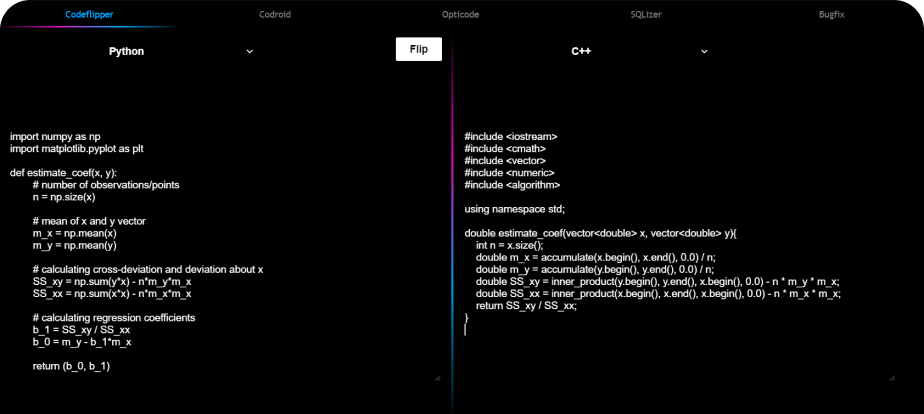 Codeflipper
Codroid
Opticode
SQLizer
Bugfix
Python
Flip
C++
import numpy as np
import matplotlib.pyplot as plt

def estimate_coef(x, y):
        # number of observations/points
        n = np.size(x)

        # mean of x and y vector
        m_x = np.mean(x)
        m_y = np.mean(y)

        # calculating cross-deviation and deviation about x
        SS_xy = np.sum(y*x) - n*m_y*m_x
        SS_xx = np.sum(x*x) - n*m_x*m_x

        # calculating regression coefficients
        b_1 = SS_xy / SS_xx
        b_0 = m_y - b_1*m_x

        return (b_0, b_1)
#include <iostream>
#include <cmath>
#include <vector>
#include <numeric>
#include <algorithm>

using namespace std;

double estimate_coef(vector<double> x, vector<double> y){
    int n = x.size();
    double m_x = accumulate(x.begin(), x.end(), 0.0) / n;
    double m_y = accumulate(y.begin(), y.end(), 0.0) / n;
    double SS_xy = inner_product(y.begin(), y.end(), x.begin(), 0.0) - n * m_y * m_x;
    double SS_xx = inner_product(x.begin(), x.end(), x.begin(), 0.0) - n * m_x * m_x;
    return SS_xy / SS_xx;
}